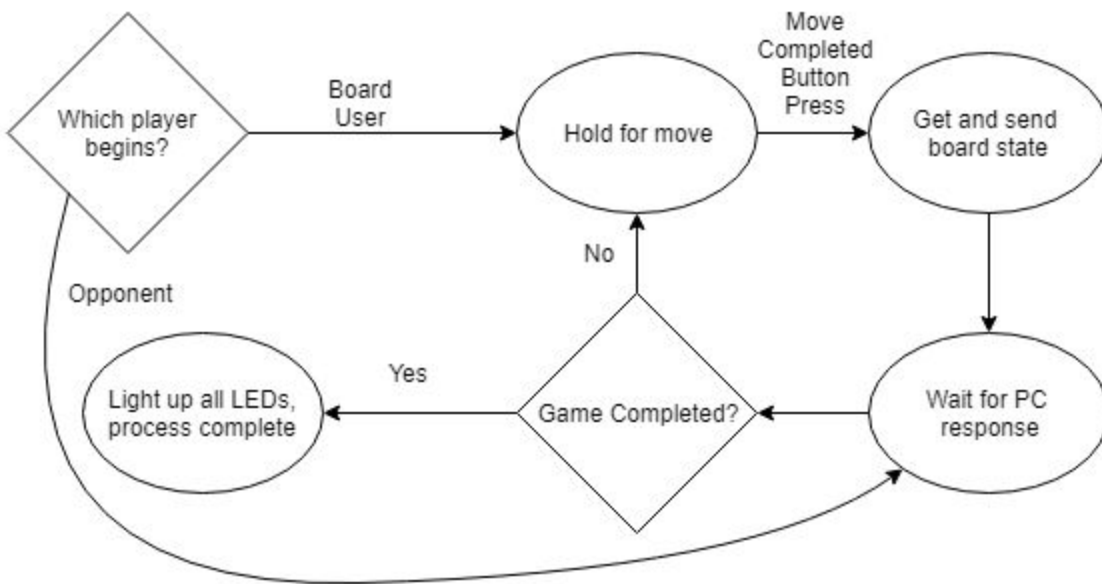 Which player
begins?
Board
User
Hold for move
Move
Completed
Button
Press
Get and send
board state
No
Opponent
Light up all LEDs,
process complete
Yes
Game Completed?
Wait for PC
response